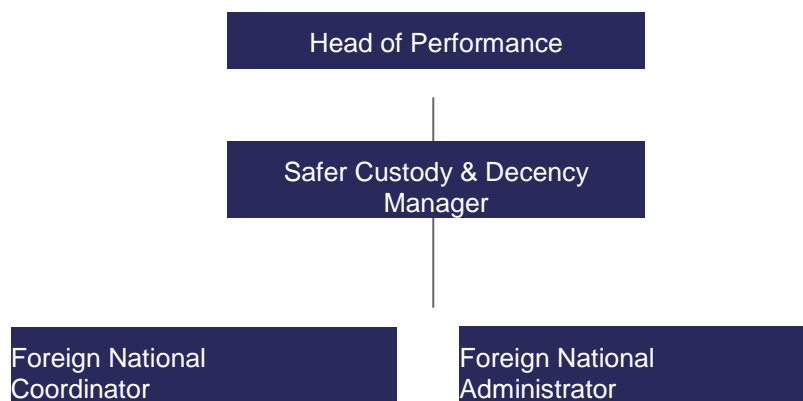 Head of Performance
Safer Custody & Decency
Manager
Foreign National
Coordinator
Foreign National
Administrator